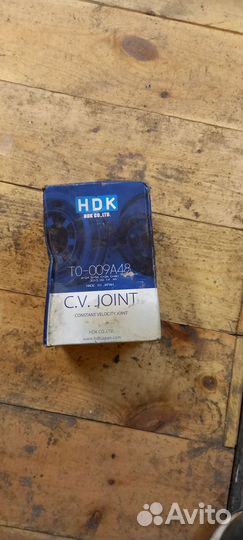 HDK
HDK CO.,LTD.
TO-009A48
MADE IN JAPAN
C.V. JOINT
CONSTANT VELOCITY JOINT
HDK CO.,LTD.
Avito